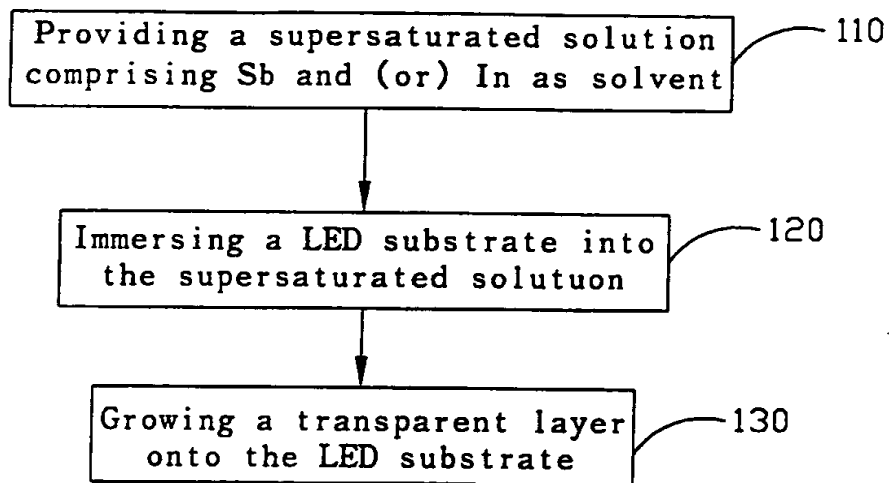 Providing a supersaturated solution
comprising Sb and (or) In as solvent
110
Immersing a LED substrate into
the supersaturated solutuon
120
Growing a transparent layer
onto the LED substrate
130